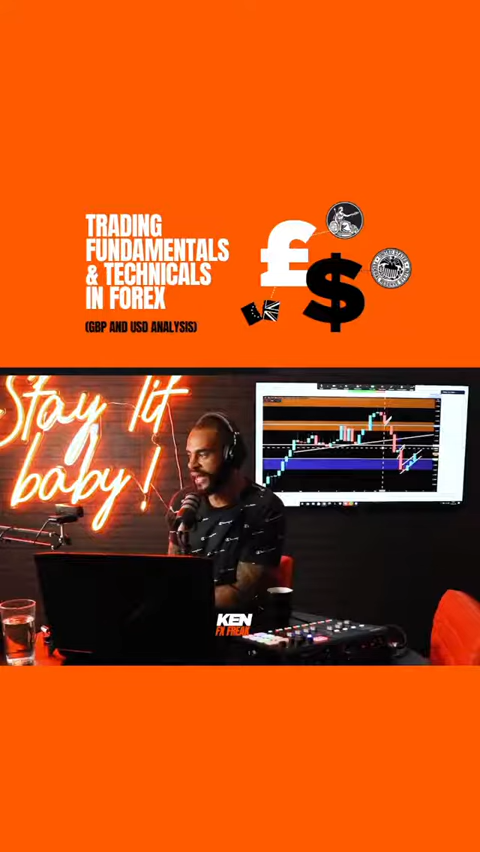 TRADING
FUNDAMENTALS
& TECHNICALS
IN FOREX
(GBP AND USD ANALYSIS)
£
$
Stay lit
baby!
KEN
FX FREAK